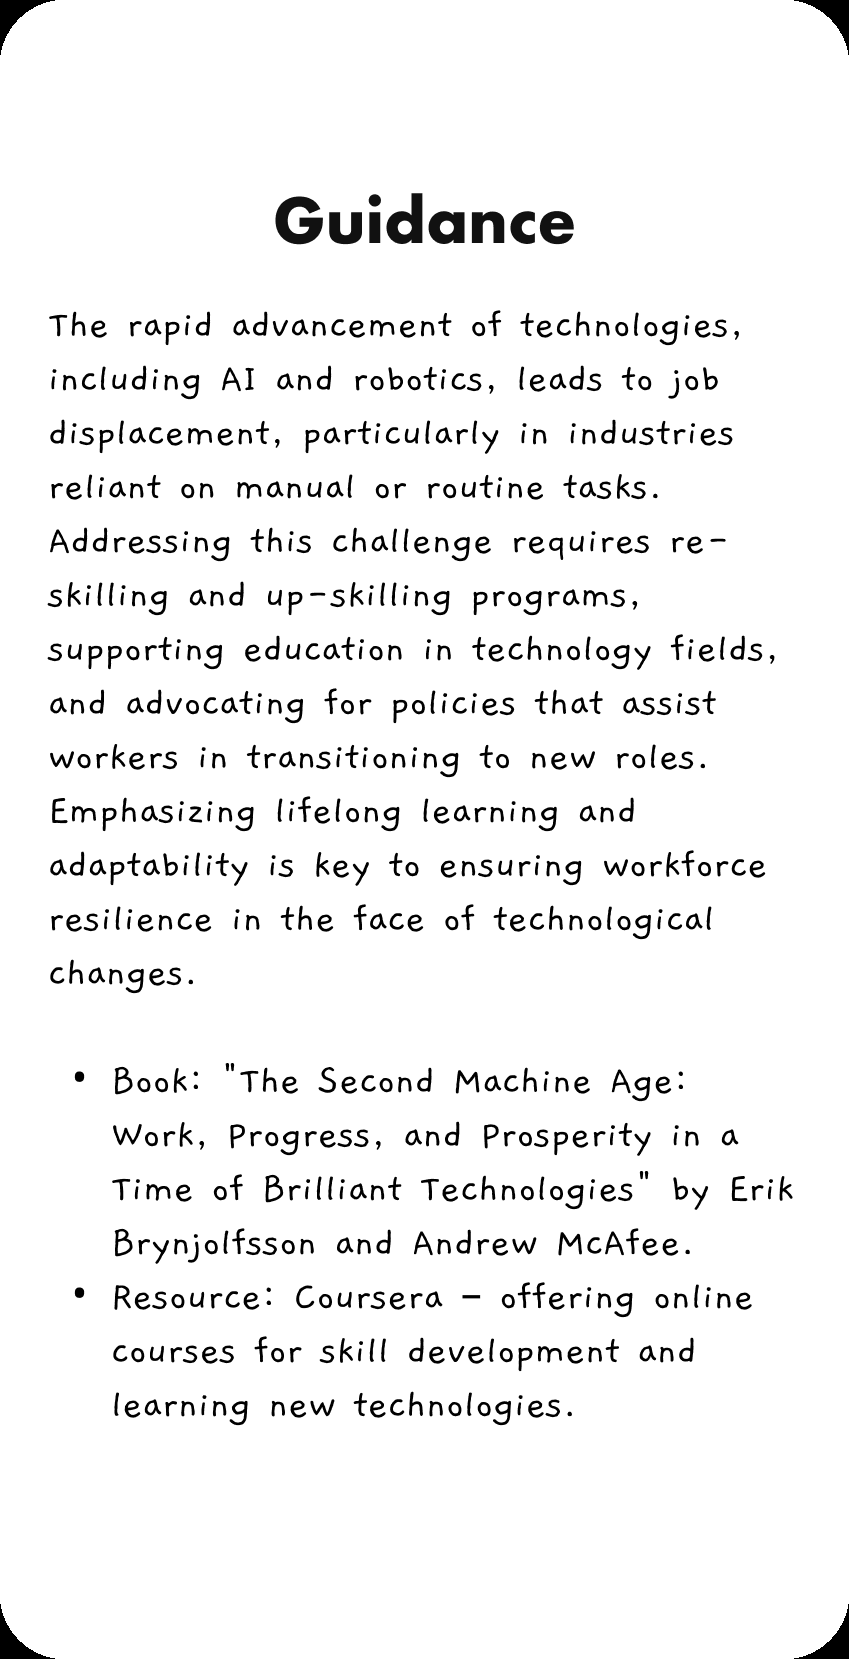 Guidance
The rapid advancement of technologies,
including AI and robotics, leads to job
displacement, particularly in industries
reliant on manual or routine tasks.
Addressing this challenge requires re-
skilling and up-skilling programs,
supporting education in technology fields,
and advocating for policies that assist
workers in transitioning to new roles.
Emphasizing lifelong learning and
adaptability is key to ensuring workforce
resilience in the face of technological
changes.
• Book: "The Second Machine Age:
Work, Progress, and Prosperity in a
Time of Brilliant Technologies" by Erik
Brynjolfsson and Andrew McAfee.
• Resource: Coursera – offering online
courses for skill development and
learning new technologies.